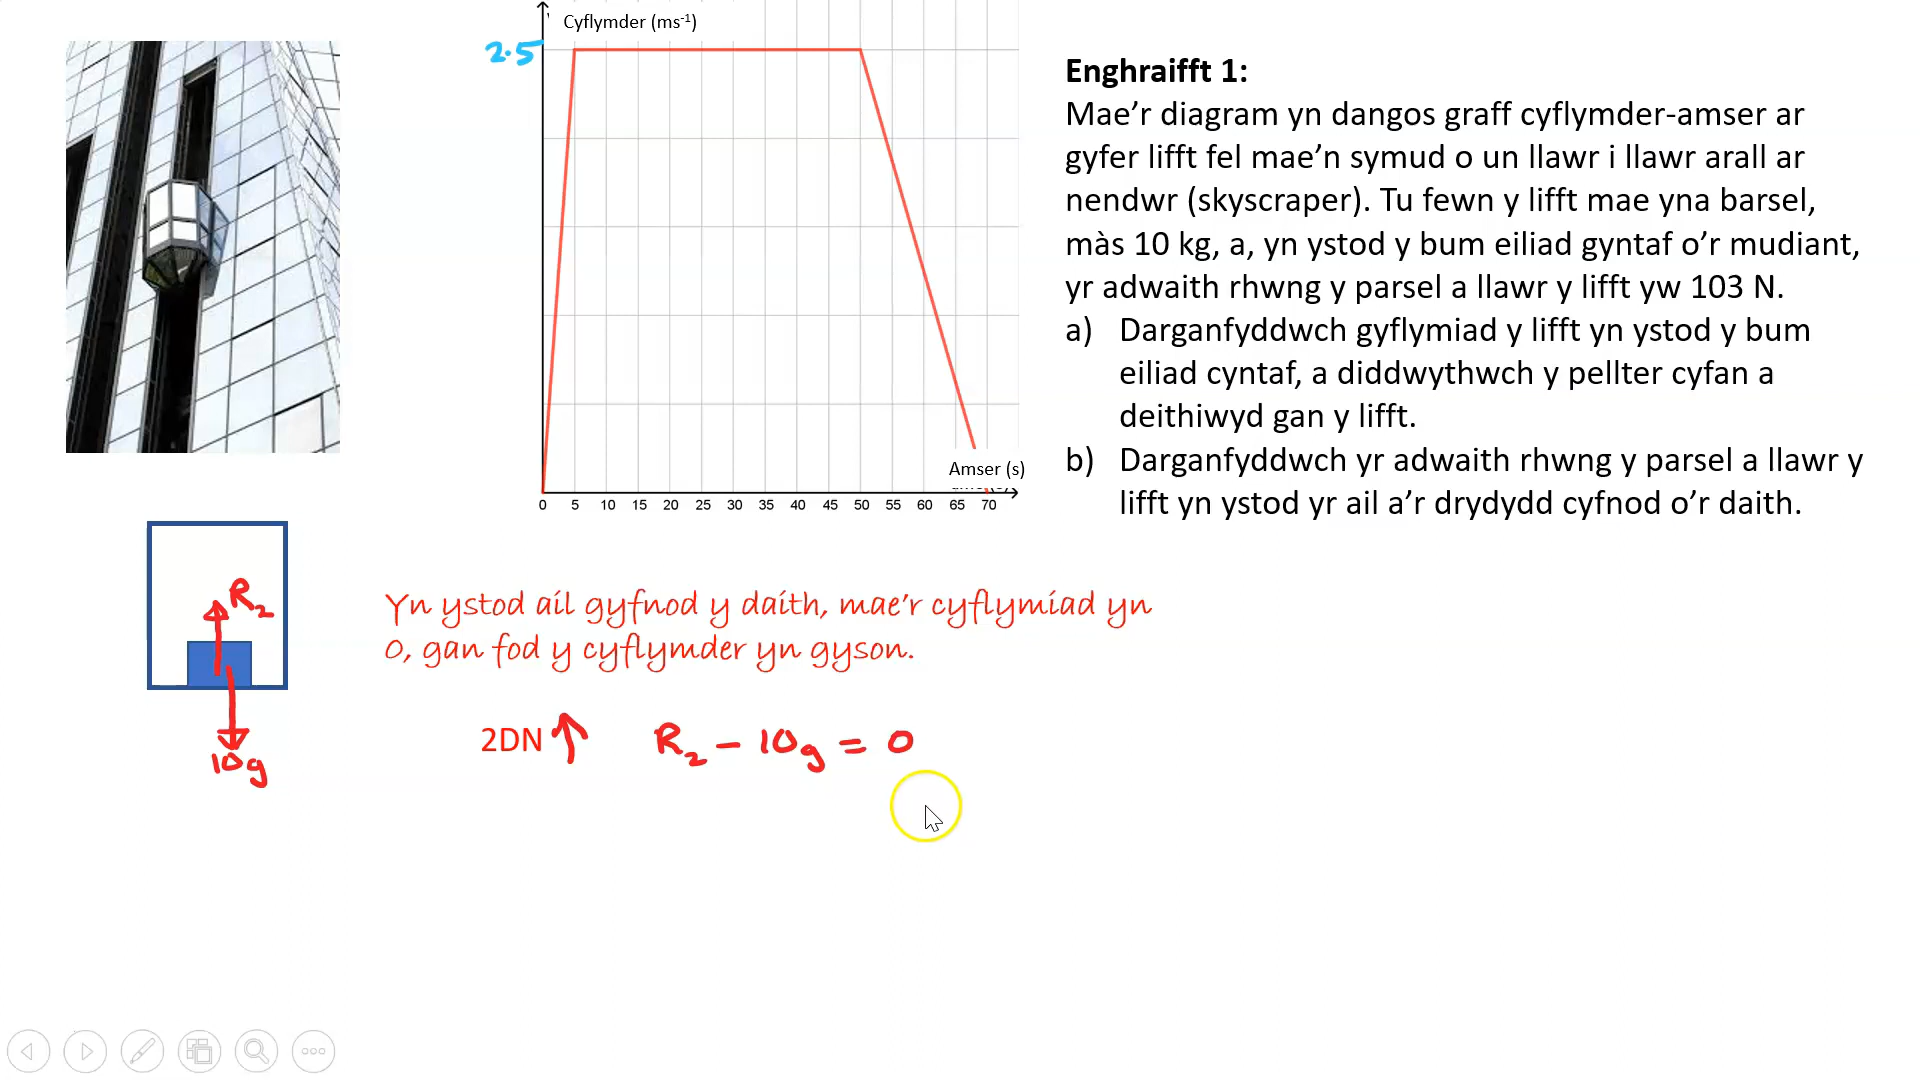 Cyflymder (ms⁻¹)
2.5
Amser (s)
0 5 10 15 20 25 30 35 40 45 50 55 60 65 70
Enghraifft 1:
Mae’r diagram yn dangos graff cyflymder-amser ar
gyfer lifft fel mae’n symud o un llawr i llawr arall ar
nendwr (skyscraper). Tu fewn y lifft mae yna barsel,
màs 10 kg, a, yn ystod y bum eiliad gyntaf o’r mudiant,
yr adwaith rhwng y parsel a llawr y lifft yw 103 N.
a) Darganfyddwch gyflymiad y lifft yn ystod y bum
eiliad cyntaf, a diddwythwch y pellter cyfan a
deithiwyd gan y lifft.
b) Darganfyddwch yr adwaith rhwng y parsel a llawr y
lifft yn ystod yr ail a’r drydydd cyfnod o’r daith.
R₂
10g
Yn ystod ail gyfnod y daith, mae’r cyflymiad yn
0, gan fod y cyflymder yn gyson.
2DN ↑ R₂ – 10g = 0